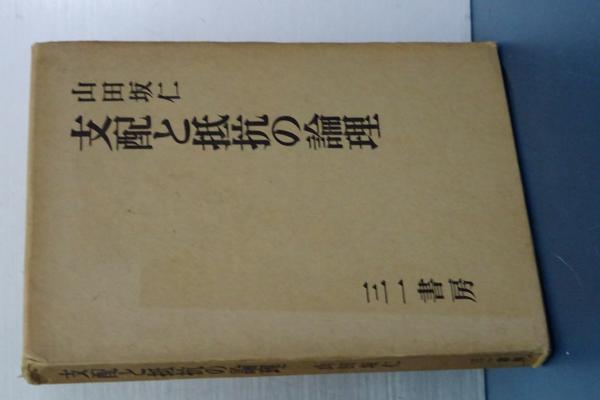 山田坂仁
支配と抵抗の論理
三一書房
支配と抵抗の論理 山田坂仁 三一書房